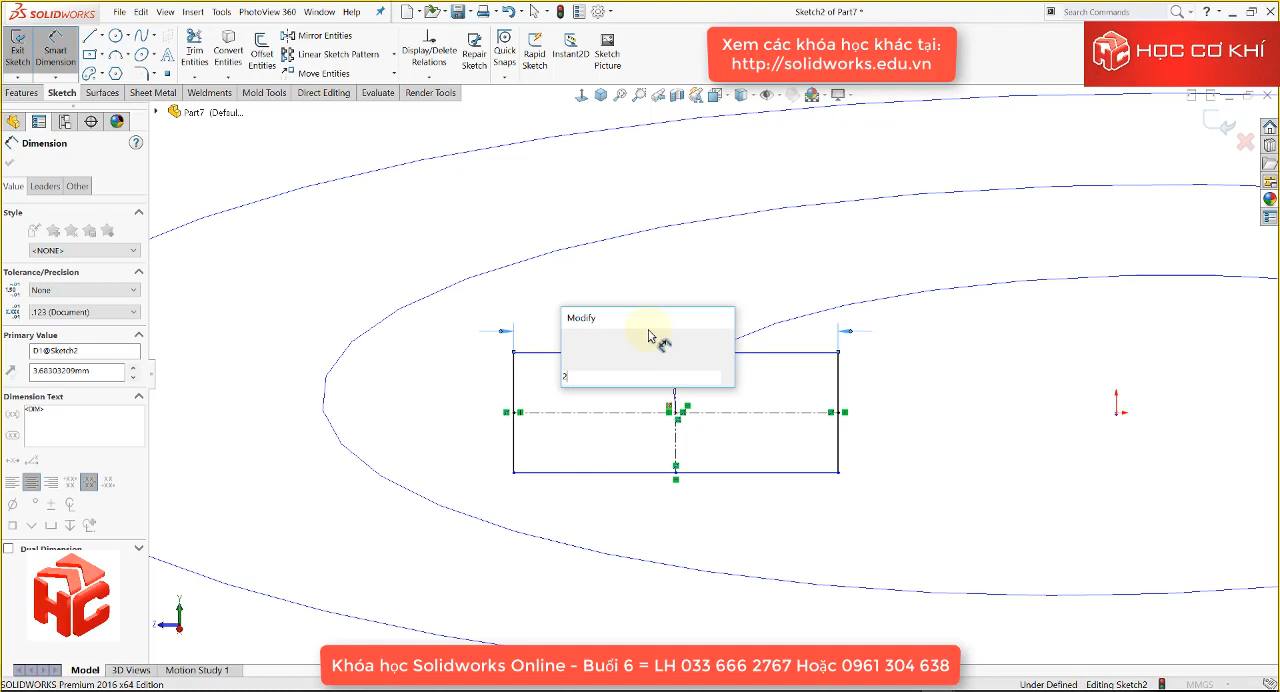 SOLIDWORKS
File Edit View Insert Tools PhotoView 360 Window Help
Sketch2 of Part7 *
Search Commands
Exit Sketch
Smart Dimension
Trim Entities
Convert Entities
Offset Entities
Mirror Entities
Linear Sketch Pattern
Move Entities
Display/Delete Relations
Repair Sketch
Quick Snaps
Rapid Sketch
Instant2D
Sketch Picture
Xem các khóa học khác tại:
http://solidworks.edu.vn
HỌC CƠ KHÍ
Features Sketch Surfaces Sheet Metal Weldments Mold Tools Direct Editing Evaluate Render Tools
Part7 (Defaul...
Dimension
Value Leaders Other
Style
<NONE>
Tolerance/Precision
None
.123 (Document)
Primary Value
D1@Sketch2
3.68303209mm
Dimension Text
<DIM>
Dual Dimension
Modify
2
HC
Y
Z
Khóa học Solidworks Online - Buổi 6 = LH 033 666 2767 Hoặc 0961 304 638
Model 3D Views Motion Study 1
SOLIDWORKS Premium 2016 x64 Edition
Under Defined Editing Sketch2 MMGS